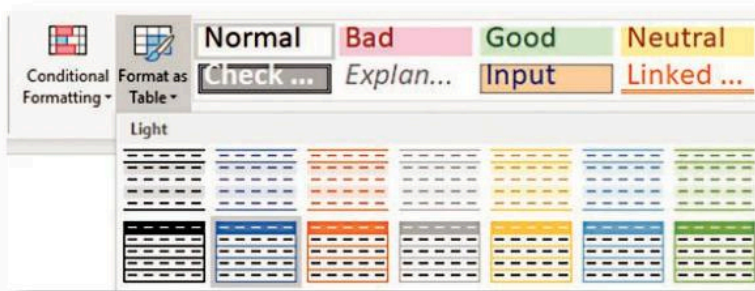 Normal Bad Good Neutral
Conditional Formatting
Format as Table
Check ... Explan... Input Linked ...
Light